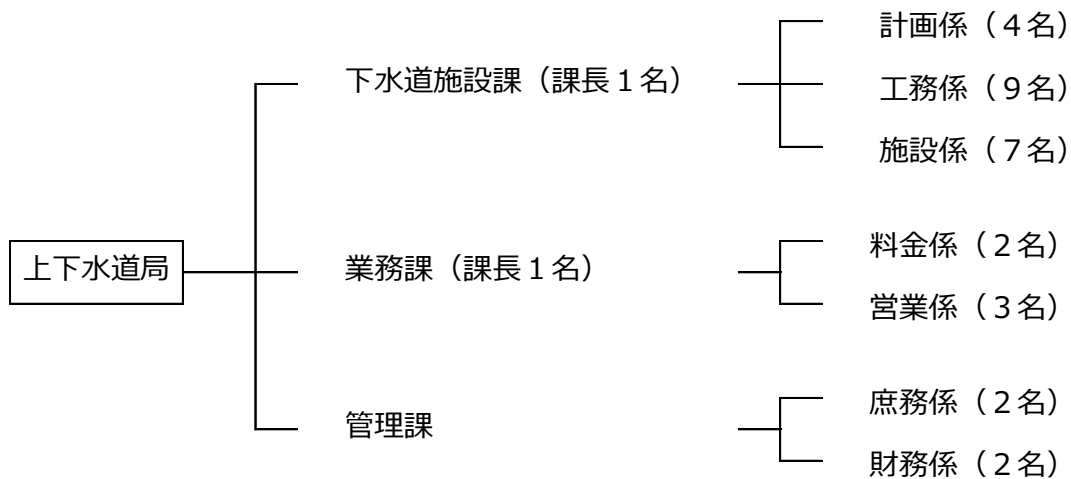 計画係（４名）
下水道施設課（課長１名）
工務係（９名）
施設係（７名）
料金係（２名）
上下水道局
業務課（課長１名）
営業係（３名）
庶務係（２名）
管理課
財務係（２名）